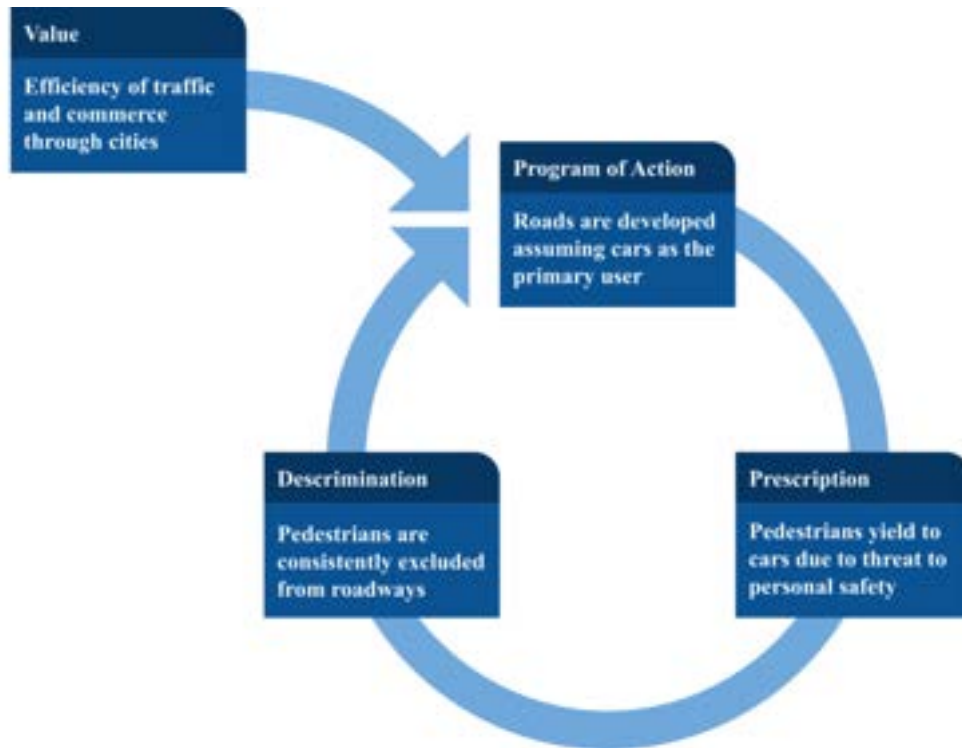 Value
Efficiency of traffic
and commerce
through cities
Program of Action
Roads are developed
assuming cars as the
primary user
Descrimination
Pedestrians are
consistently excluded
from roadways
Prescription
Pedestrians yield to
cars due to threat to
personal safety